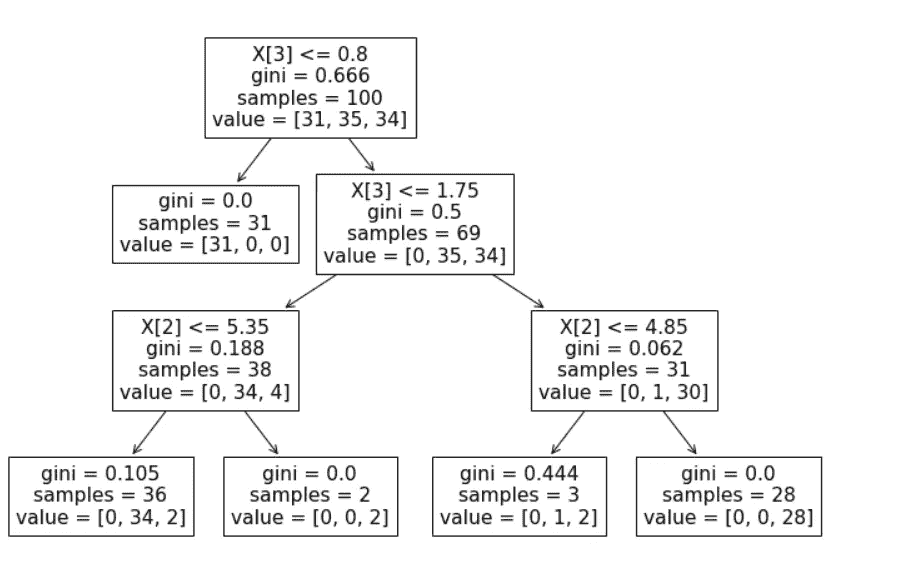 X[3] <= 0.8
gini = 0.666
samples = 100
value = [31, 35, 34]
gini = 0.0
samples = 31
value = [31, 0, 0]
X[3] <= 1.75
gini = 0.5
samples = 69
value = [0, 35, 34]
X[2] <= 5.35
gini = 0.188
samples = 38
value = [0, 34, 4]
X[2] <= 4.85
gini = 0.062
samples = 31
value = [0, 1, 30]
gini = 0.105
samples = 36
value = [0, 34, 2]
gini = 0.0
samples = 2
value = [0, 0, 2]
gini = 0.444
samples = 3
value = [0, 1, 2]
gini = 0.0
samples = 28
value = [0, 0, 28]